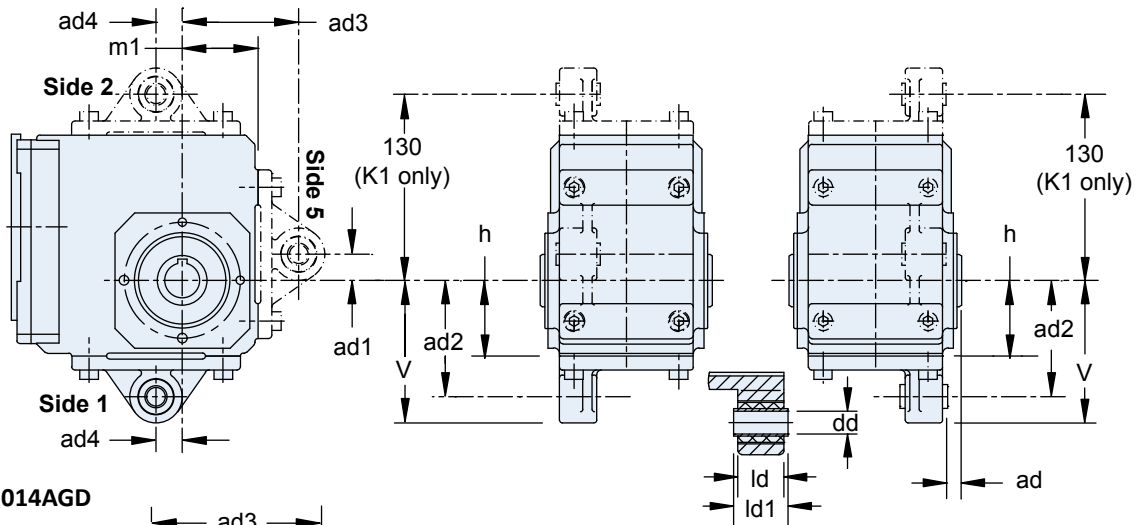 ad4
ad3
m1
Side 2
Side 5
130
(K1 only)
130
(K1 only)
h
h
ad1
ad2
ad2
V
V
Side 1
ad4
dd
ld
ld1
ad
014AGD
ad3